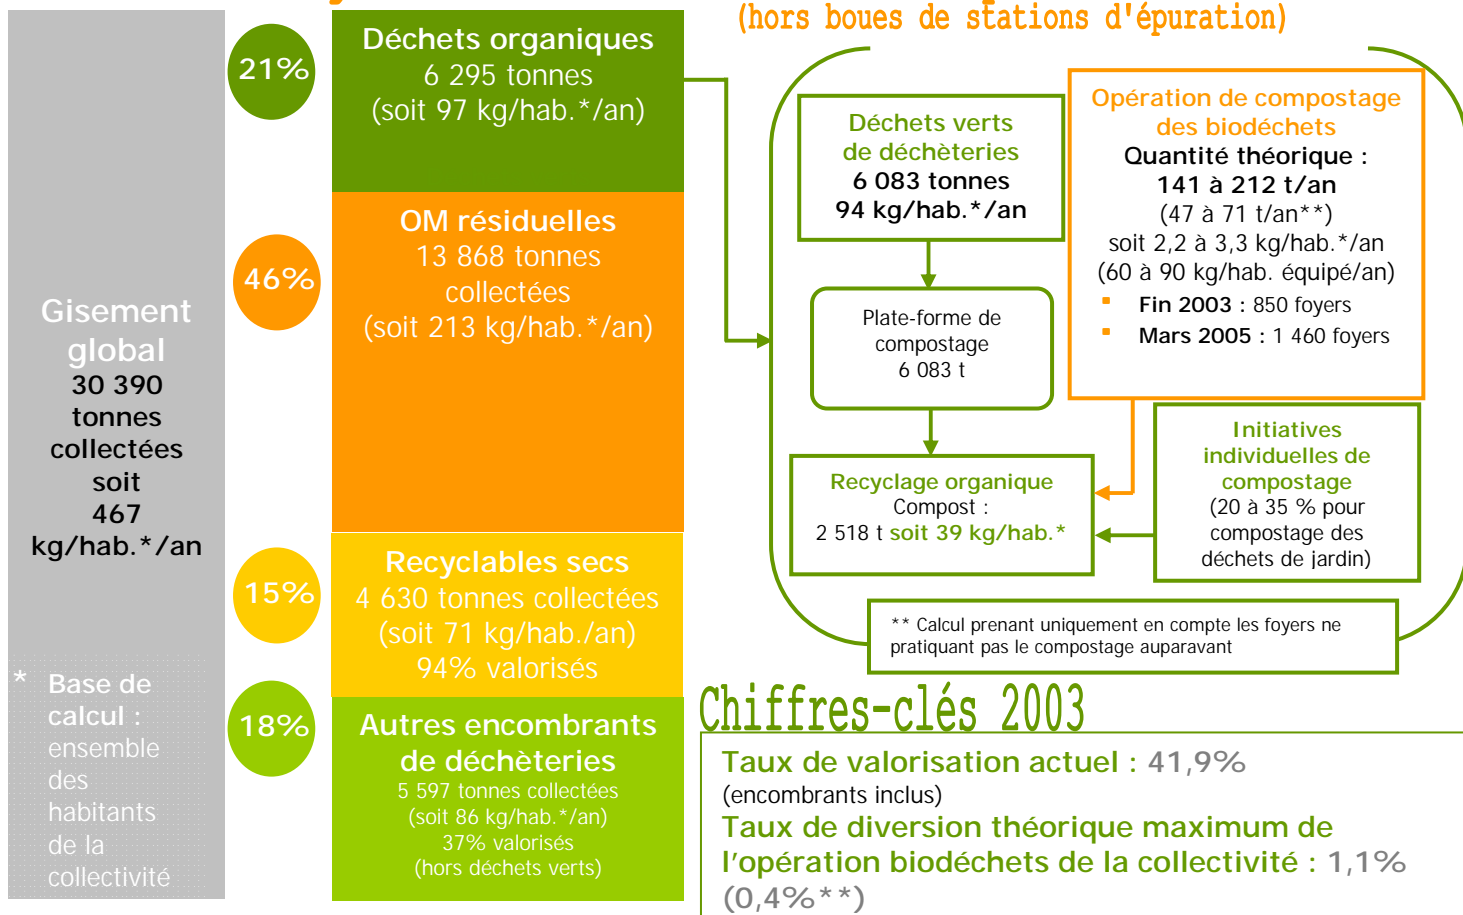 (hors boues de stations d'épuration)
Gisement
global
30 390
tonnes
collectées
soit
467
kg/hab.*/an
* Base de
calcul :
ensemble
des
habitants
de la
collectivité
21%
Déchets organiques
6 295 tonnes
(soit 97 kg/hab.*/an)
46%
OM résiduelles
13 868 tonnes
collectées
(soit 213 kg/hab.*/an)
15%
Recyclables secs
4 630 tonnes collectées
(soit 71 kg/hab./an)
94% valorisés
18%
Autres encombrants
de déchèteries
5 597 tonnes collectées
(soit 86 kg/hab.*/an)
37% valorisés
(hors déchets verts)
Déchets verts
de déchèteries
6 083 tonnes
94 kg/hab.*/an
Plate-forme de
compostage
6 083 t
Recyclage organique
Compost :
2 518 t soit 39 kg/hab.*
Opération de compostage
des biodéchets
Quantité théorique :
141 à 212 t/an
(47 à 71 t/an**)
soit 2,2 à 3,3 kg/hab.*/an
(60 à 90 kg/hab. équipé/an)
▪ Fin 2003 : 850 foyers
▪ Mars 2005 : 1 460 foyers
Initiatives
individuelles de
compostage
(20 à 35 % pour
compostage des
déchets de jardin)
** Calcul prenant uniquement en compte les foyers ne
pratiquant pas le compostage auparavant
Chiffres-clés 2003
Taux de valorisation actuel : 41,9%
(encombrants inclus)
Taux de diversion théorique maximum de
l'opération biodéchets de la collectivité : 1,1%
(0,4%**)